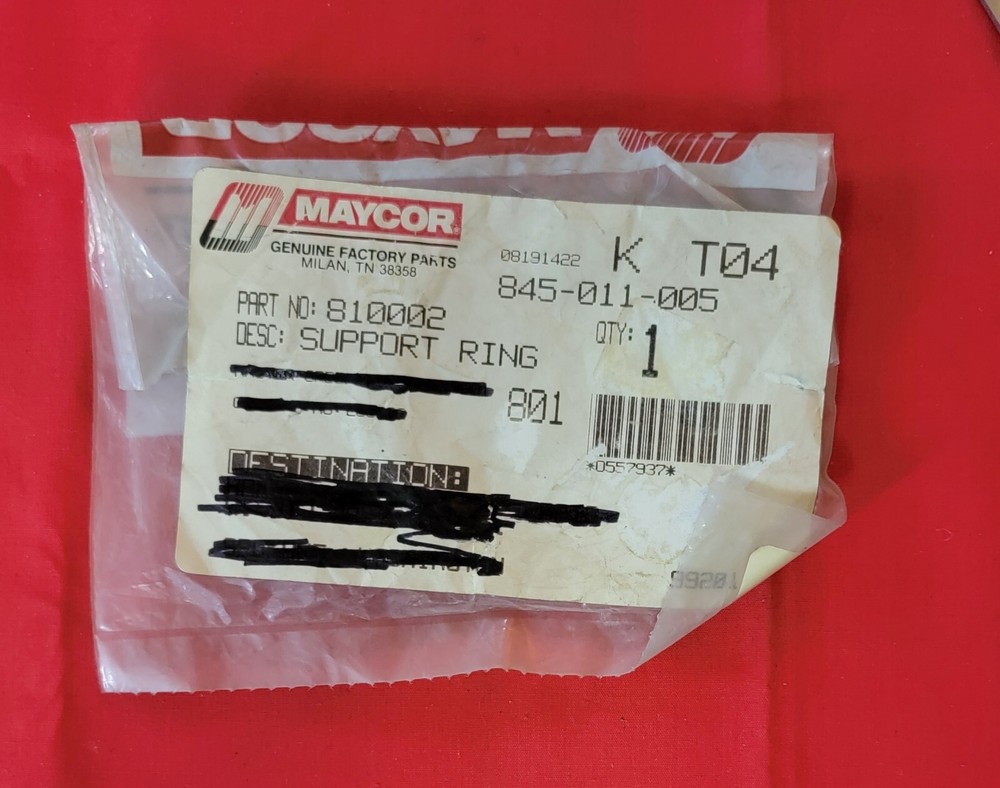 MAYCOR
MAYCOR
GENUINE FACTORY PARTS
MILAN, TN 38358
08191422 K T04
845-011-005
PART NO: 810002
DESC: SUPPORT RING
QTY: 1
801
*0557937*
DESTINATION:
99201